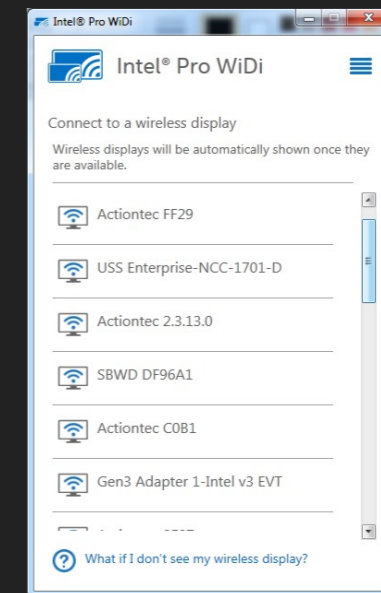 Intel® Pro WiDi
Intel® Pro WiDi
Connect to a wireless display
Wireless displays will be automatically shown once they
are available.
Actiontec FF29
USS Enterprise-NCC-1701-D
Actiontec 2.3.13.0
SBWD DF96A1
Actiontec C0B1
Gen3 Adapter 1-Intel v3 EVT
What if I don't see my wireless display?